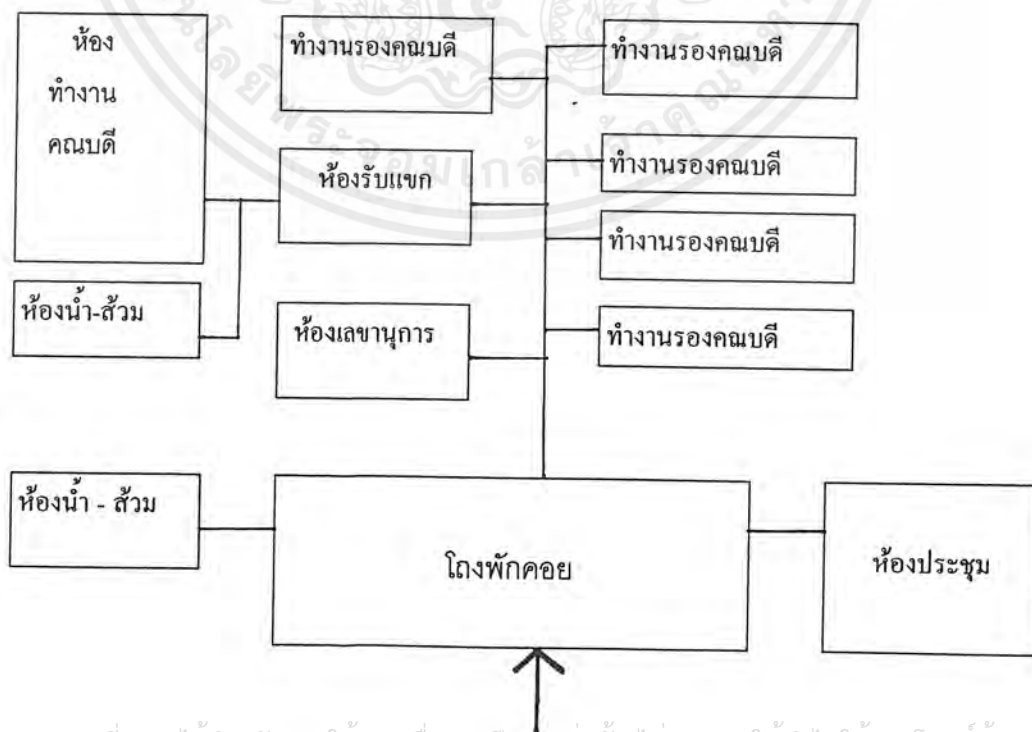 ห้อง
ทำงาน
คณบดี
ทำงานรองคณบดี
ทำงานรองคณบดี
ห้องรับแขก
ทำงานรองคณบดี
ทำงานรองคณบดี
ห้องน้ำ-ส้วม
ห้องเลขานุการ
ทำงานรองคณบดี
ห้องน้ำ - ส้วม
โถงพักคอย
ห้องประชุม